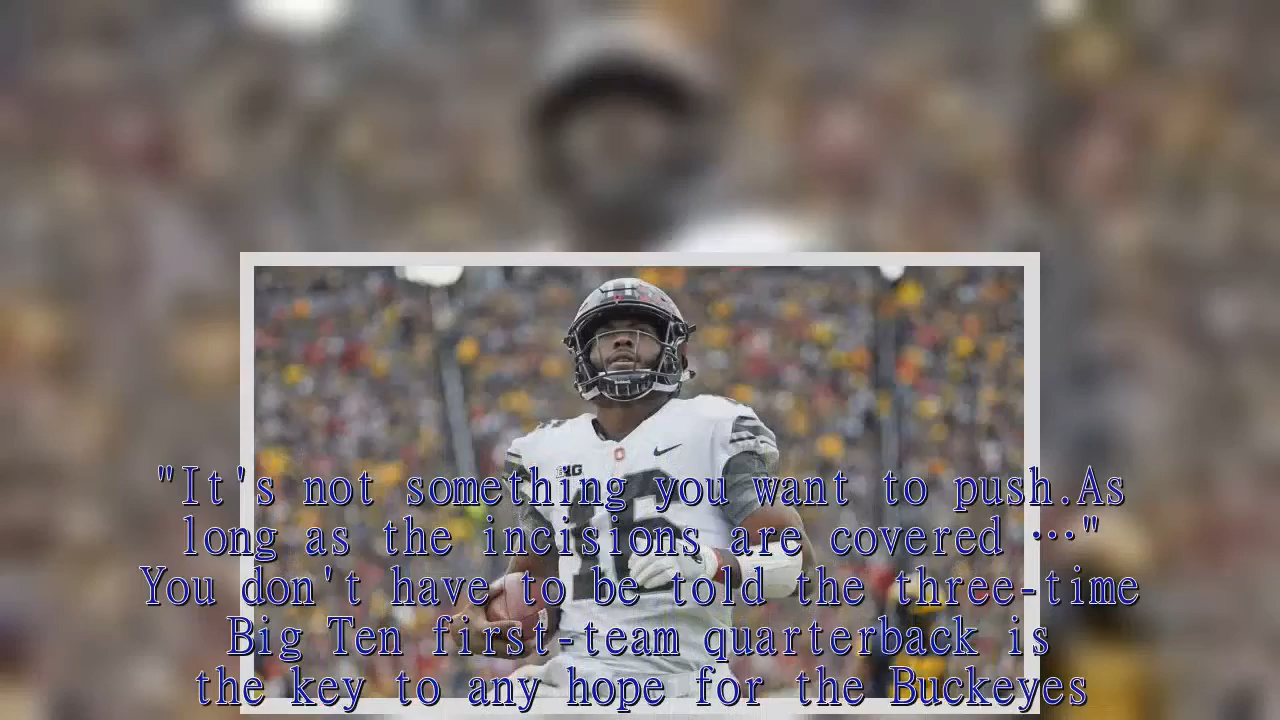 "It's not something you want to push.As
long as the incisions are covered …"
You don't have to be told the three-time
Big Ten first-team quarterback is
the key to any hope for the Buckeyes